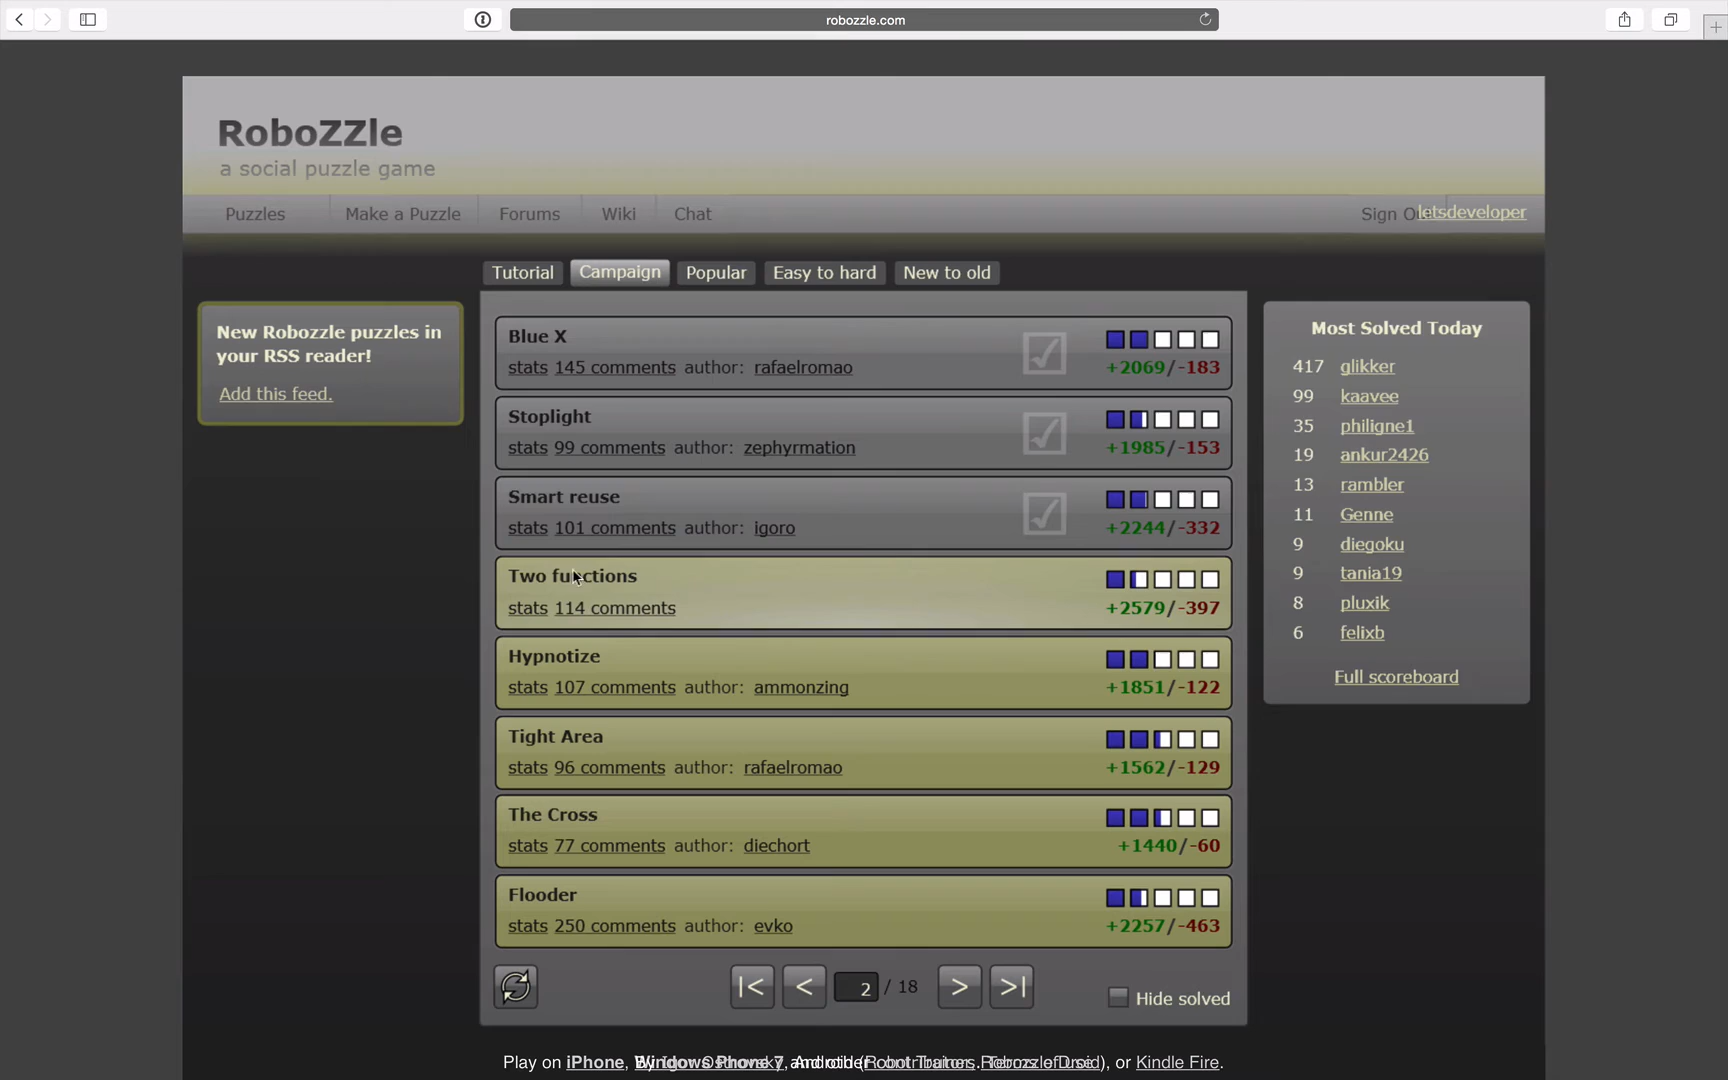 robozzle.com
RoboZZle
a social puzzle game
Puzzles Make a Puzzle Forums Wiki Chat Sign O letsdeveloper
Tutorial Campaign Popular Easy to hard New to old
New Robozzle puzzles in
your RSS reader!
Add this feed.
Blue X
stats 145 comments author: rafaelromao +2069/-183
Stoplight
stats 99 comments author: zephyrmation +1985/-153
Smart reuse
stats 101 comments author: igoro +2244/-332
Two functions
stats 114 comments +2579/-397
Hypnotize
stats 107 comments author: ammonzing +1851/-122
Tight Area
stats 96 comments author: rafaelromao +1562/-129
The Cross
stats 77 comments author: diechort +1440/-60
Flooder
stats 250 comments author: evko +2257/-463
|< < 2 / 18 > >| Hide solved
Most Solved Today
417 glikker
99 kaavee
35 philigne1
19 ankur2426
13 rambler
11 Genne
9 diegoku
9 tania19
8 pluxik
6 felixb
Full scoreboard
Play on iPhone, Windows Phone 7, Android or Kindle Fire.